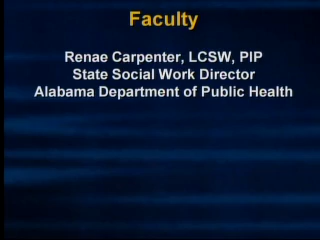 Faculty
Renae Carpenter, LCSW, PIP
State Social Work Director
Alabama Department of Public Health